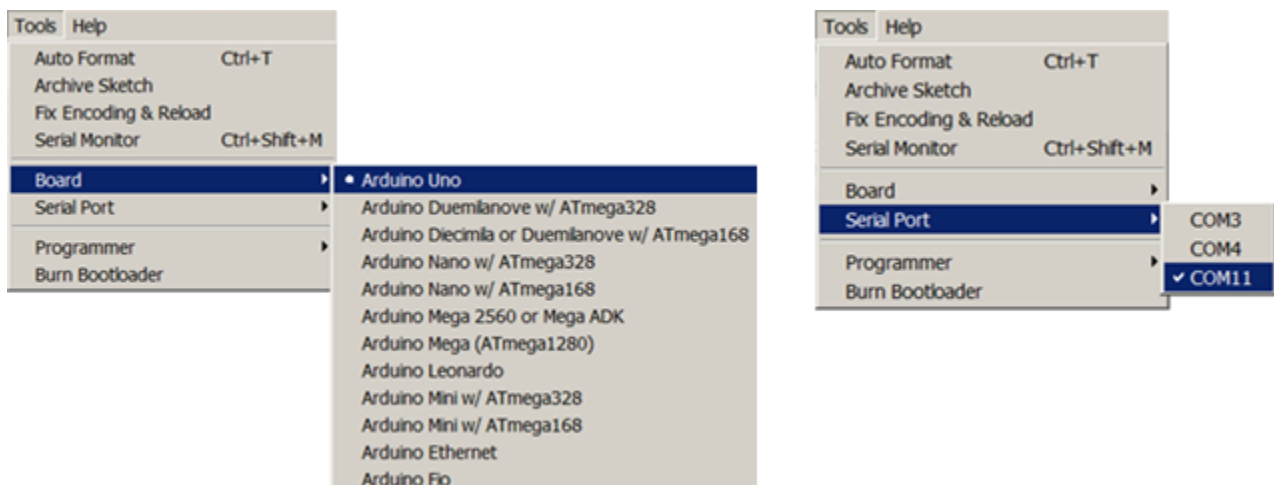 Tools Help
Auto Format Ctrl+T
Archive Sketch
Fix Encoding & Reload
Serial Monitor Ctrl+Shift+M
Board
Serial Port
Programmer
Burn Bootloader
Arduino Uno
Arduino Duemilanove w/ ATmega328
Arduino Diecimila or Duemilanove w/ ATmega168
Arduino Nano w/ ATmega328
Arduino Nano w/ ATmega168
Arduino Mega 2560 or Mega ADK
Arduino Mega (ATmega1280)
Arduino Leonardo
Arduino Mini w/ ATmega328
Arduino Mini w/ ATmega168
Arduino Ethernet
Arduino Fio
Tools Help
Auto Format Ctrl+T
Archive Sketch
Fix Encoding & Reload
Serial Monitor Ctrl+Shift+M
Board
Serial Port
Programmer
Burn Bootloader
COM3
COM4
COM11